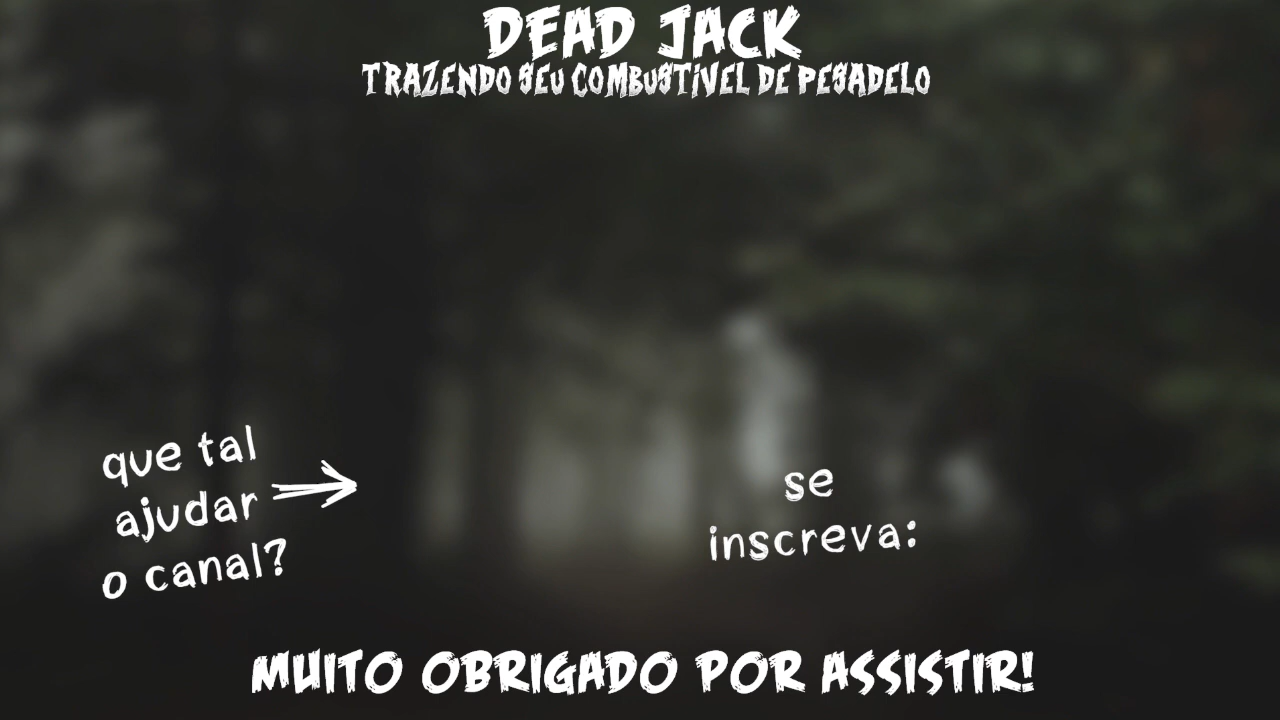 DEAD JACK
TRAZENDO SEU COMBUSTÍVEL DE PESADELO
que tal
ajudar
o canal?
se
inscreva:
MUITO OBRIGADO POR ASSISTIR!